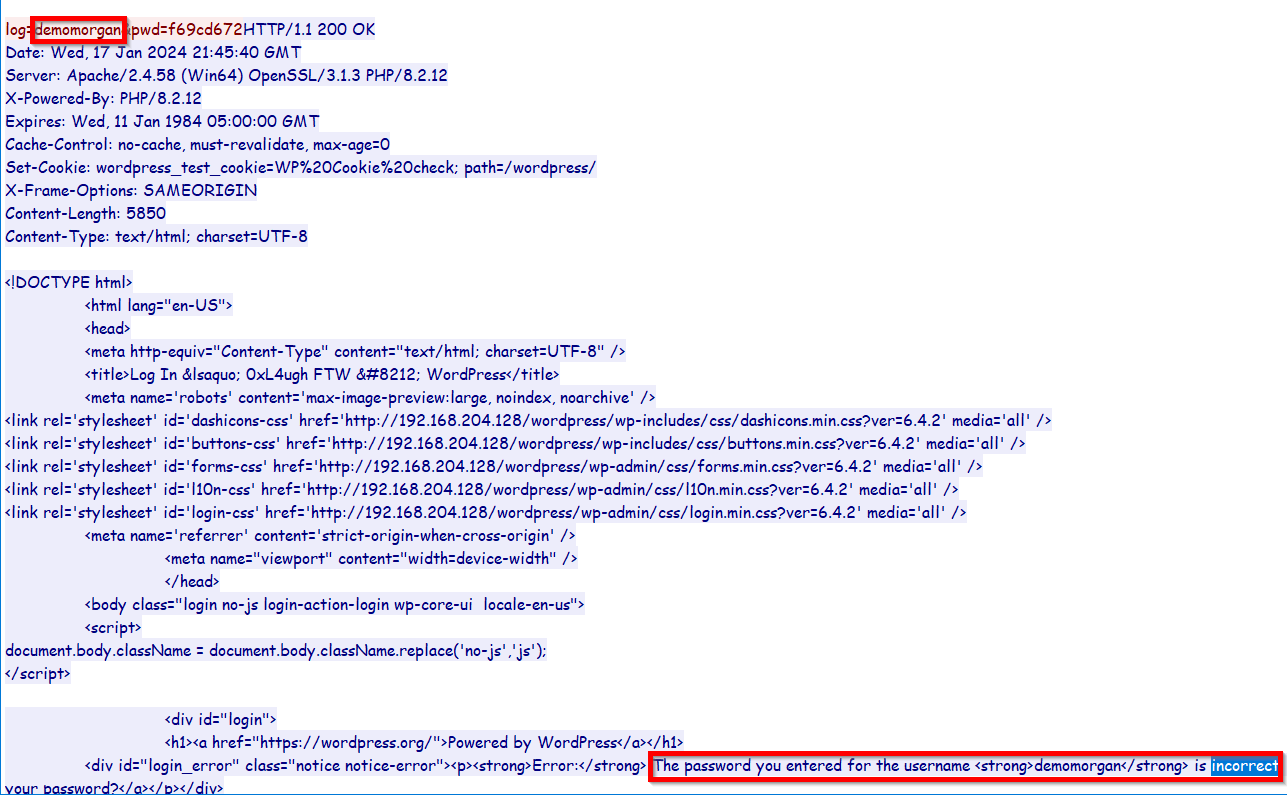 log=demomorgan&pwd=f69cd672HTTP/1.1 200 OK
Date: Wed, 17 Jan 2024 21:45:40 GMT
Server: Apache/2.4.58 (Win64) OpenSSL/3.1.3 PHP/8.2.12
X-Powered-By: PHP/8.2.12
Expires: Wed, 11 Jan 1984 05:00:00 GMT
Cache-Control: no-cache, must-revalidate, max-age=0
Set-Cookie: wordpress_test_cookie=WP%20Cookie%20check; path=/wordpress/
X-Frame-Options: SAMEORIGIN
Content-Length: 5850
Content-Type: text/html; charset=UTF-8
<!DOCTYPE html>
<html lang="en-US">
<head>
<meta http-equiv="Content-Type" content="text/html; charset=UTF-8" />
<title>Log In &lsaquo; 0xL4ugh FTW &#8212; WordPress</title>
<meta name='robots' content='max-image-preview:large, noindex, noarchive' />
<link rel='stylesheet' id='dashicons-css' href='http://192.168.204.128/wordpress/wp-includes/css/dashicons.min.css?ver=6.4.2' media='all' />
<link rel='stylesheet' id='buttons-css' href='http://192.168.204.128/wordpress/wp-includes/css/buttons.min.css?ver=6.4.2' media='all' />
<link rel='stylesheet' id='forms-css' href='http://192.168.204.128/wordpress/wp-admin/css/forms.min.css?ver=6.4.2' media='all' />
<link rel='stylesheet' id='l10n-css' href='http://192.168.204.128/wordpress/wp-admin/css/l10n.min.css?ver=6.4.2' media='all' />
<link rel='stylesheet' id='login-css' href='http://192.168.204.128/wordpress/wp-admin/css/login.min.css?ver=6.4.2' media='all' />
<meta name='referrer' content='strict-origin-when-cross-origin' />
<meta name="viewport" content="width=device-width" />
</head>
<body class="login no-js login-action-login wp-core-ui  locale-en-us">
<script>
document.body.className = document.body.className.replace('no-js','js');
</script>
<div id="login">
<h1><a href="https://wordpress.org/">Powered by WordPress</a></h1>
<div id="login_error" class="notice notice-error"><p><strong>Error:</strong> The password you entered for the username <strong>demomorgan</strong> is incorrect
your password?</a></p></div>